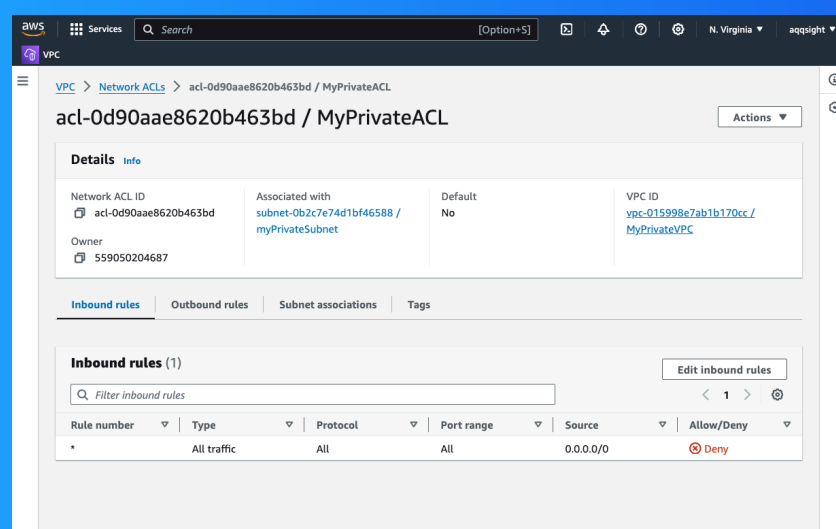 aws
Services
Search
[Option+S]
N. Virginia ▼
aqqsight ▼
VPC
VPC > Network ACLs > acl-0d90aae8620b463bd / MyPrivateACL
acl-0d90aae8620b463bd / MyPrivateACL
Actions ▼
Details Info
Network ACL ID
acl-0d90aae8620b463bd
Owner
559050204687
Associated with
subnet-0b2c7e74d1bf46588 /
myPrivateSubnet
Default
No
VPC ID
vpc-015998e7ab1b170cc /
MyPrivateVPC
Inbound rules
Outbound rules
Subnet associations
Tags
Inbound rules (1)
Edit inbound rules
Filter inbound rules
< 1 >
Rule number Type Protocol Port range Source Allow/Deny
* All traffic All All 0.0.0.0/0 Deny